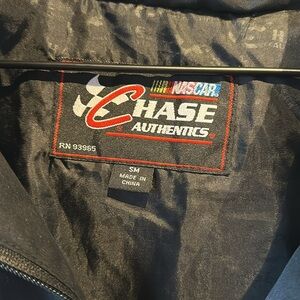 NASCAR
CHASE
AUTHENTICS
RN 93965
SM
MADE IN
CHINA